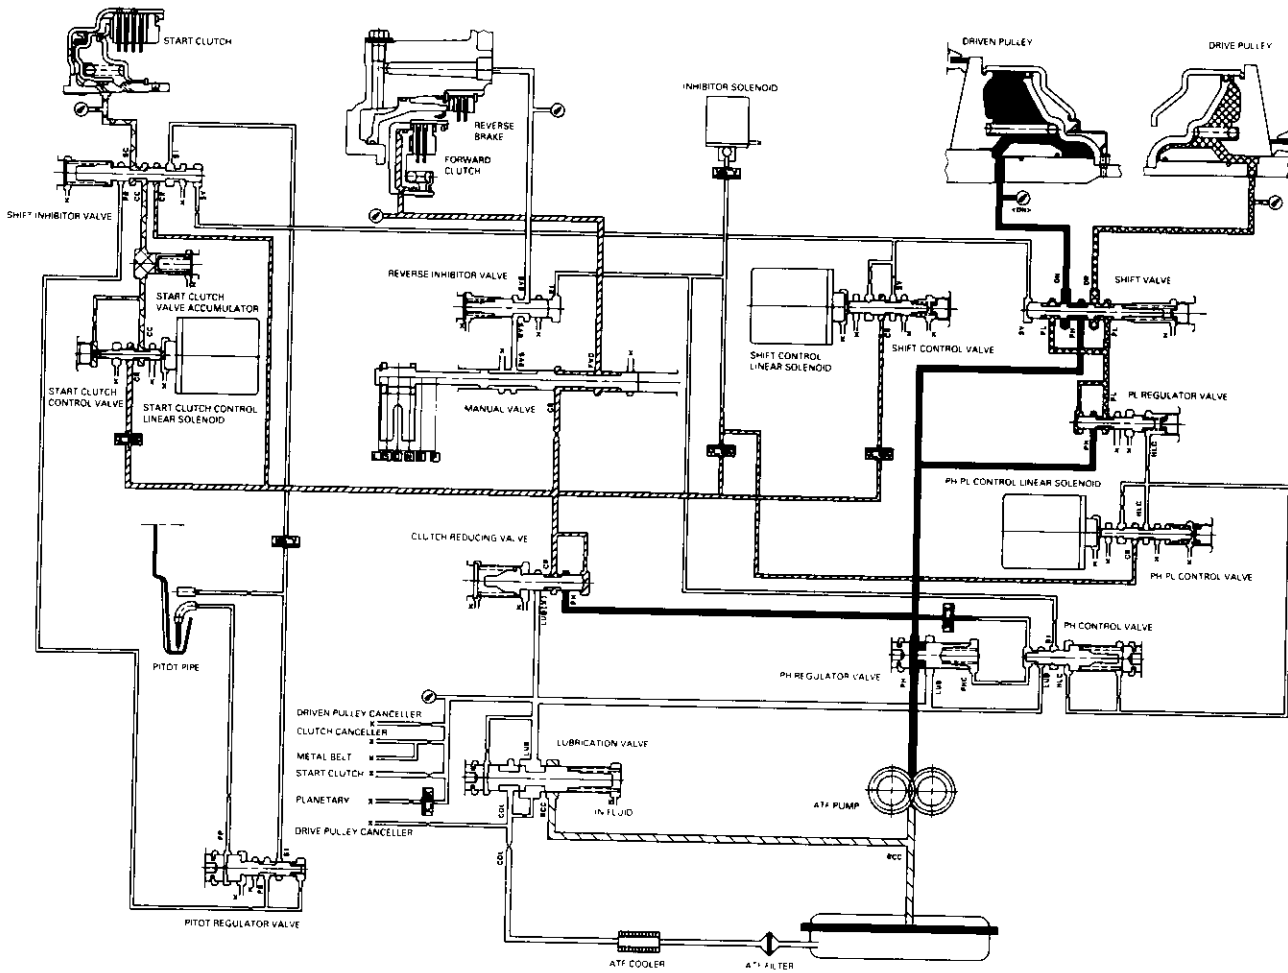 START CLUTCH
DRIVEN PULLEY
DRIVE PULLEY
INHIBITOR SOLENOID
REVERSE
BRAKE
FORWARD
CLUTCH
SHIFT INHIBITOR VALVE
<DN>
REVERSE INHIBITOR VALVE
SHIFT VALVE
START CLUTCH
VALVE ACCUMULATOR
SHIFT CONTROL
LINEAR SOLENOID
SHIFT CONTROL VALVE
START CLUTCH
CONTROL VALVE
START CLUTCH CONTROL
LINEAR SOLENOID
MANUAL VALVE
PL REGULATOR VALVE
PH PL CONTROL LINEAR SOLENOID
CLUTCH REDUCING VALVE
PH PL CONTROL VALVE
PITOT PIPE
PH CONTROL VALVE
PH REGULATOR VALVE
DRIVEN PULLEY CANCELLER
CLUTCH CANCELLER
METAL BELT
START CLUTCH
PLANETARY
DRIVE PULLEY CANCELLER
LUBRICATION VALVE
IN FLUID
ATF PUMP
RCC
COL
PITOT REGULATOR VALVE
ATF COOLER
ATF FILTER